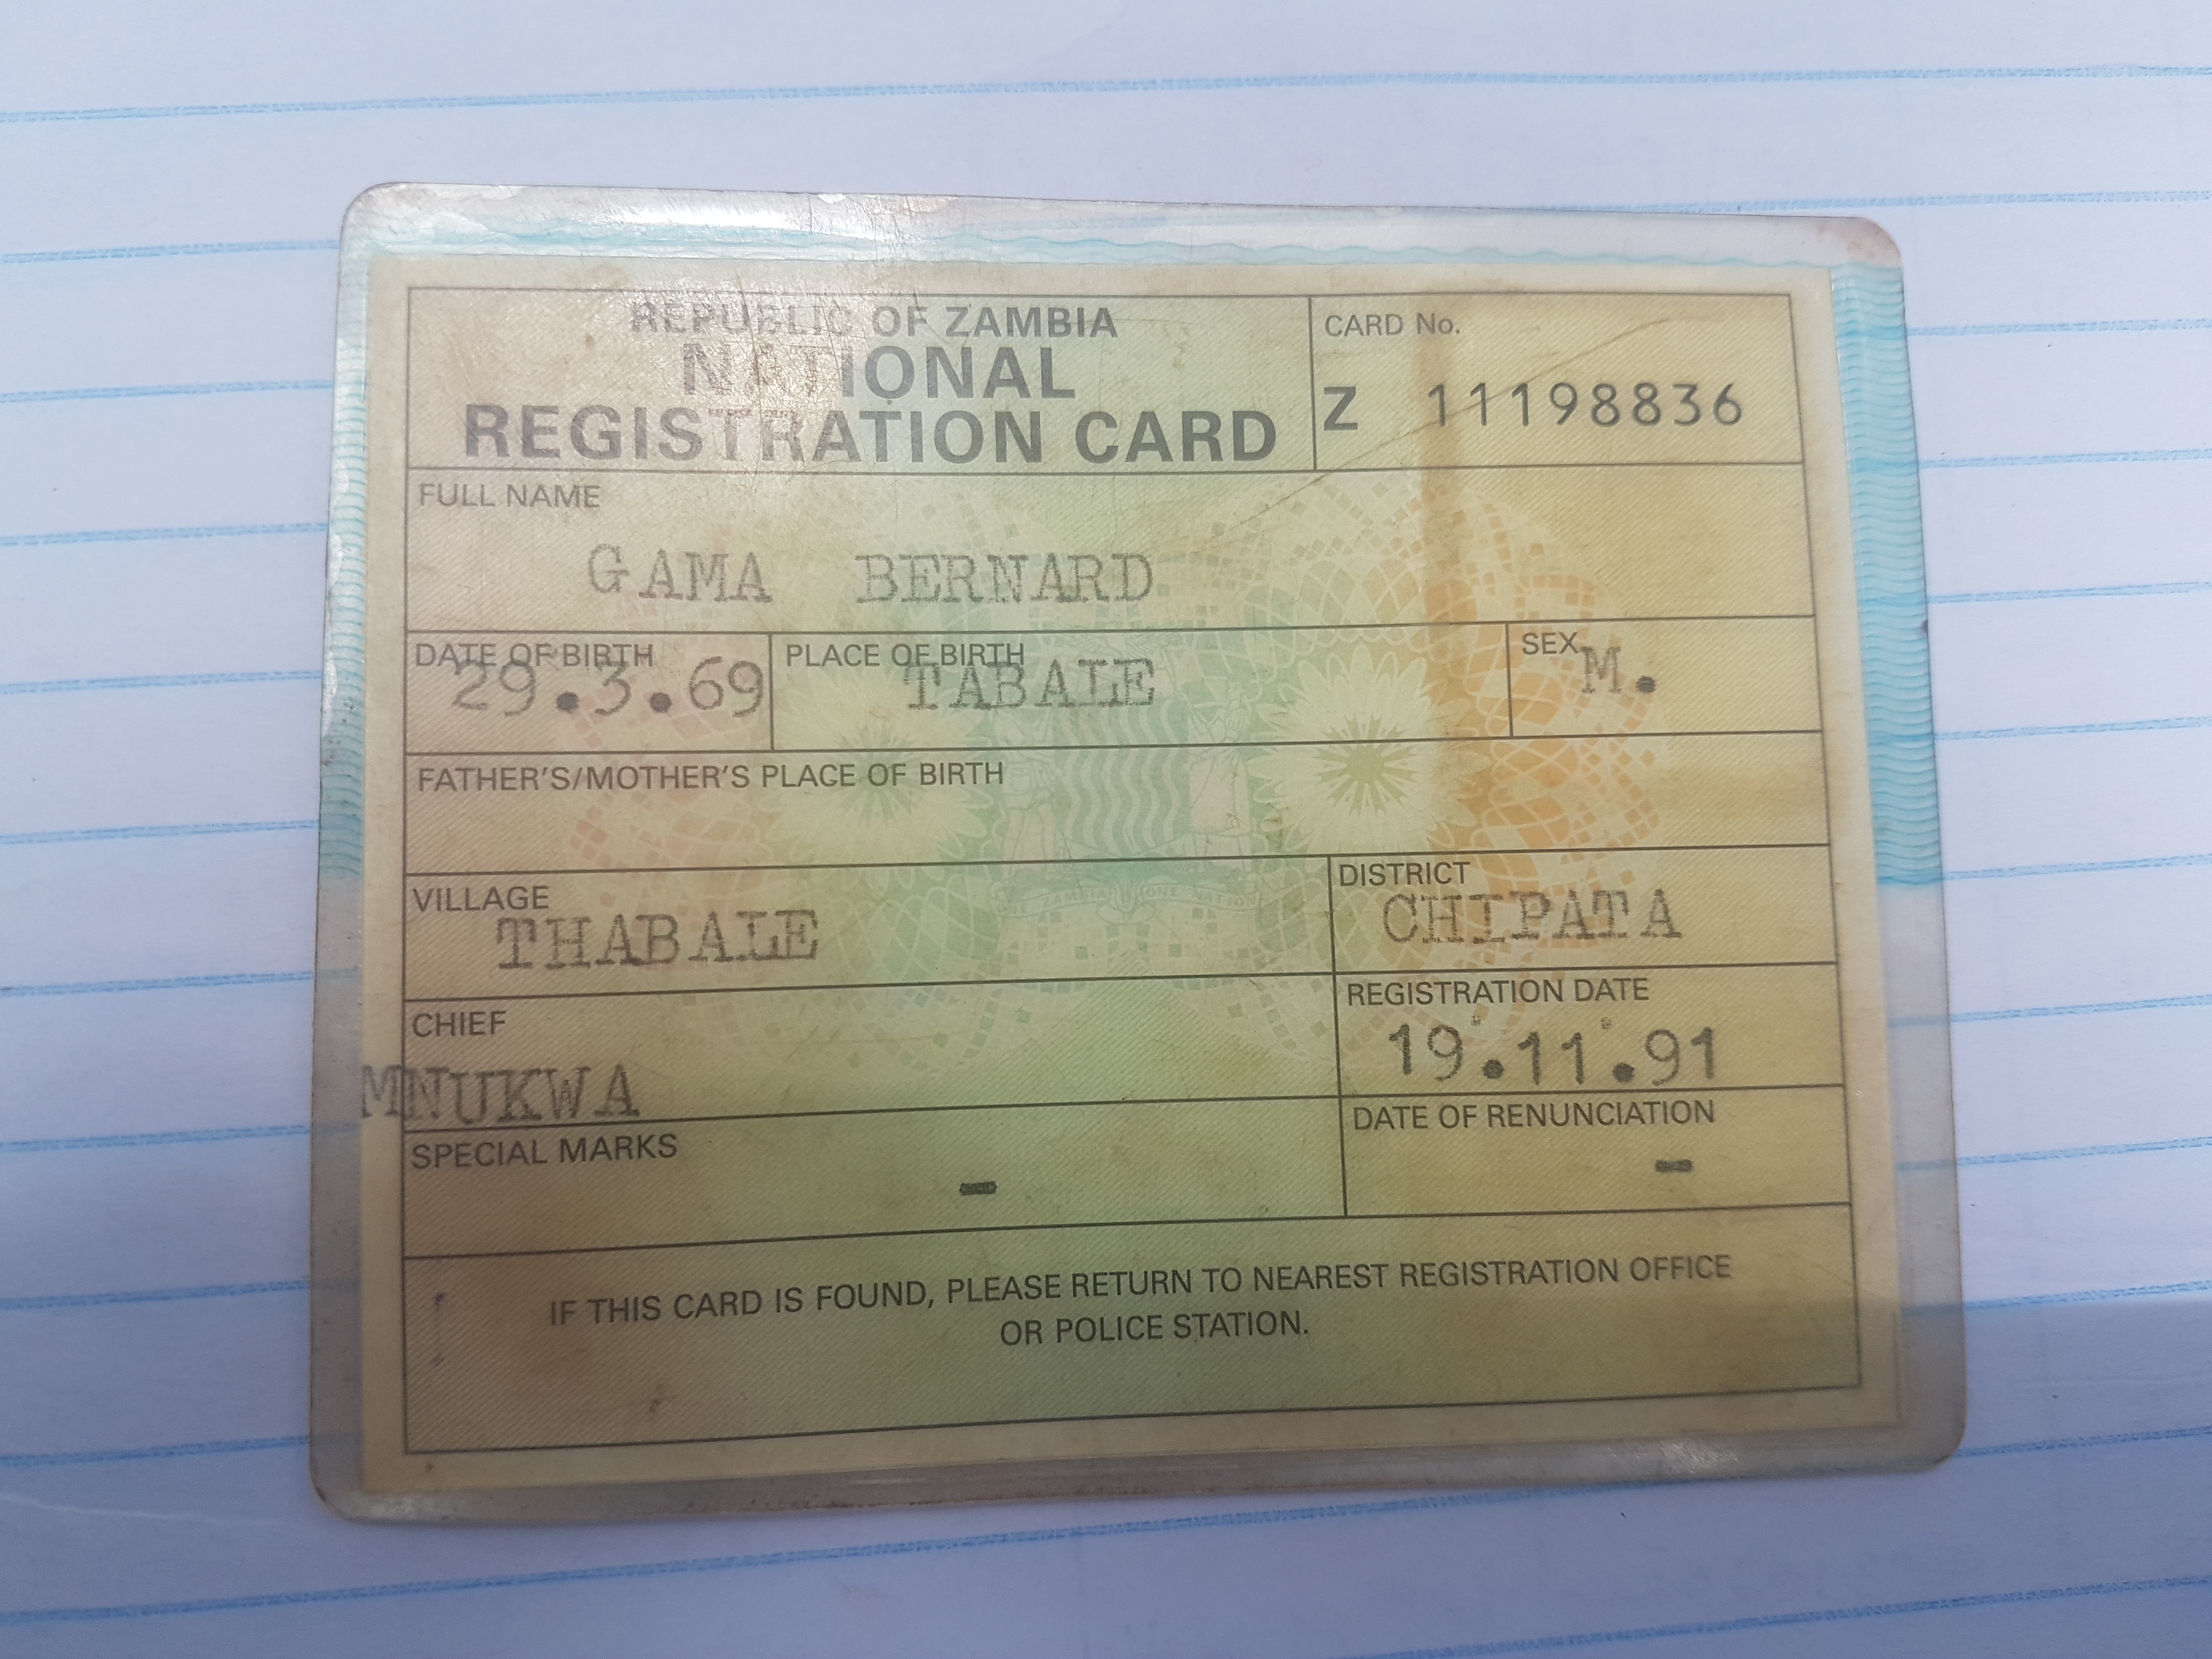 REPUBLIC OF ZAMBIA
NATIONAL
REGISTRATION CARD
CARD No.
Z 11198836
FULL NAME
GAMA BERNARD
DATE OF BIRTH
29.3.69
PLACE OF BIRTH
TABALE
SEX
M.
FATHER'S/MOTHER'S PLACE OF BIRTH
VILLAGE
THABALE
DISTRICT
CHIPATA
CHIEF
MNUKWA
REGISTRATION DATE
19.11.91
SPECIAL MARKS
-
DATE OF RENUNCIATION
-
IF THIS CARD IS FOUND, PLEASE RETURN TO NEAREST REGISTRATION OFFICE
OR POLICE STATION.
ZAMBIA ONE NATION